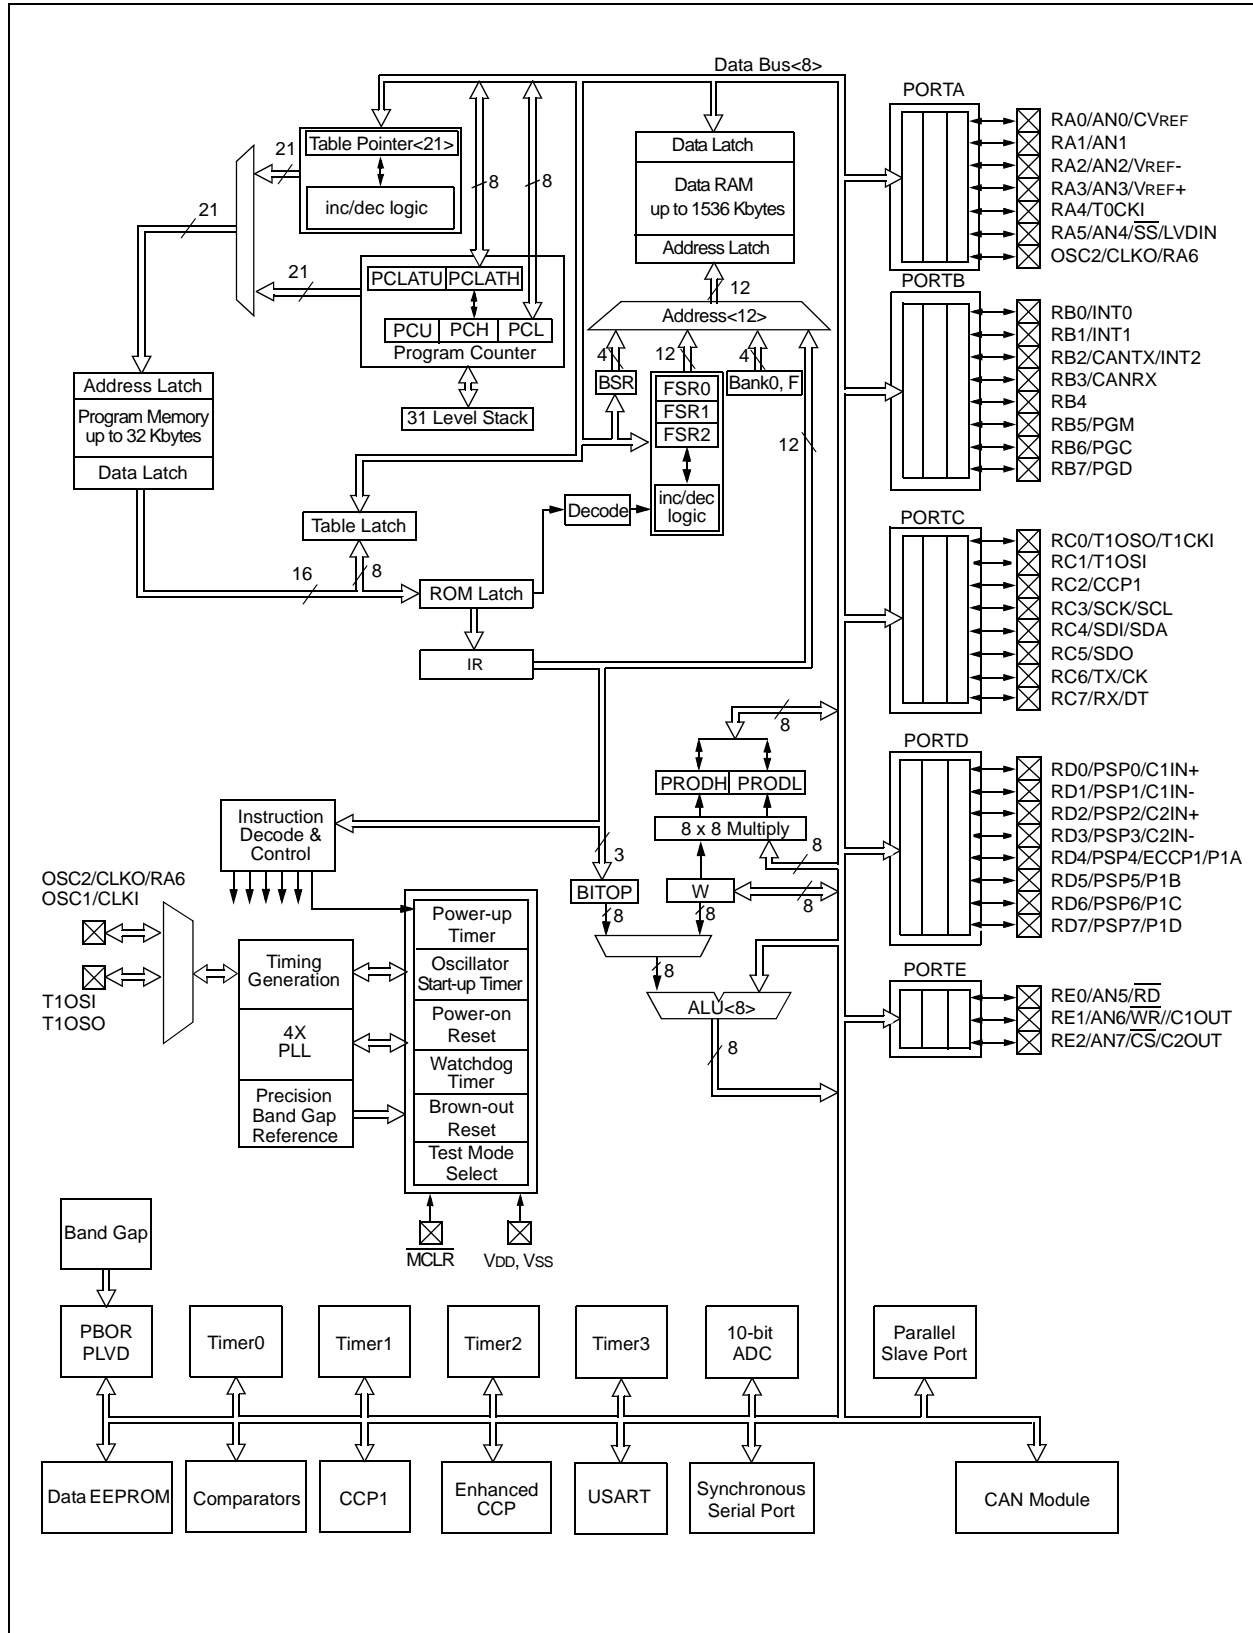 Data Bus<8>
PORTA
RA0/AN0/CVREF
RA1/AN1
RA2/AN2/VREF-
RA3/AN3/VREF+
RA4/T0CKI
RA5/AN4/SS/LVDIN
OSC2/CLKO/RA6
Table Pointer<21>
inc/dec logic
21
21
21
8
8
Data Latch
Data RAM
up to 1536 Kbytes
Address Latch
12
Address<12>
PCLATU PCLATH
PCU PCH PCL
Program Counter
31 Level Stack
4
12
4
BSR
FSR0
FSR1
FSR2
Bank0, F
inc/dec
logic
12
PORTB
RB0/INT0
RB1/INT1
RB2/CANTX/INT2
RB3/CANRX
RB4
RB5/PGM
RB6/PGC
RB7/PGD
Address Latch
Program Memory
up to 32 Kbytes
Data Latch
Table Latch
Decode
16
8
ROM Latch
IR
PORTC
RC0/T1OSO/T1CKI
RC1/T1OSI
RC2/CCP1
RC3/SCK/SCL
RC4/SDI/SDA
RC5/SDO
RC6/TX/CK
RC7/RX/DT
8
PRODH PRODL
8 x 8 Multiply
8
W
8
8
3
BITOP
8
8
ALU<8>
8
PORTD
RD0/PSP0/C1IN+
RD1/PSP1/C1IN-
RD2/PSP2/C2IN+
RD3/PSP3/C2IN-
RD4/PSP4/ECCP1/P1A
RD5/PSP5/P1B
RD6/PSP6/P1C
RD7/PSP7/P1D
PORTE
RE0/AN5/RD
RE1/AN6/WR//C1OUT
RE2/AN7/CS/C2OUT
Instruction
Decode &
Control
OSC2/CLKO/RA6
OSC1/CLKI
T1OSI
T1OSO
Timing
Generation
4X
PLL
Precision
Band Gap
Reference
Power-up
Timer
Oscillator
Start-up Timer
Power-on
Reset
Watchdog
Timer
Brown-out
Reset
Test Mode
Select
MCLR
VDD, VSS
Band Gap
PBOR
PLVD
Timer0
Timer1
Timer2
Timer3
10-bit
ADC
Parallel
Slave Port
Data EEPROM
Comparators
CCP1
Enhanced
CCP
USART
Synchronous
Serial Port
CAN Module